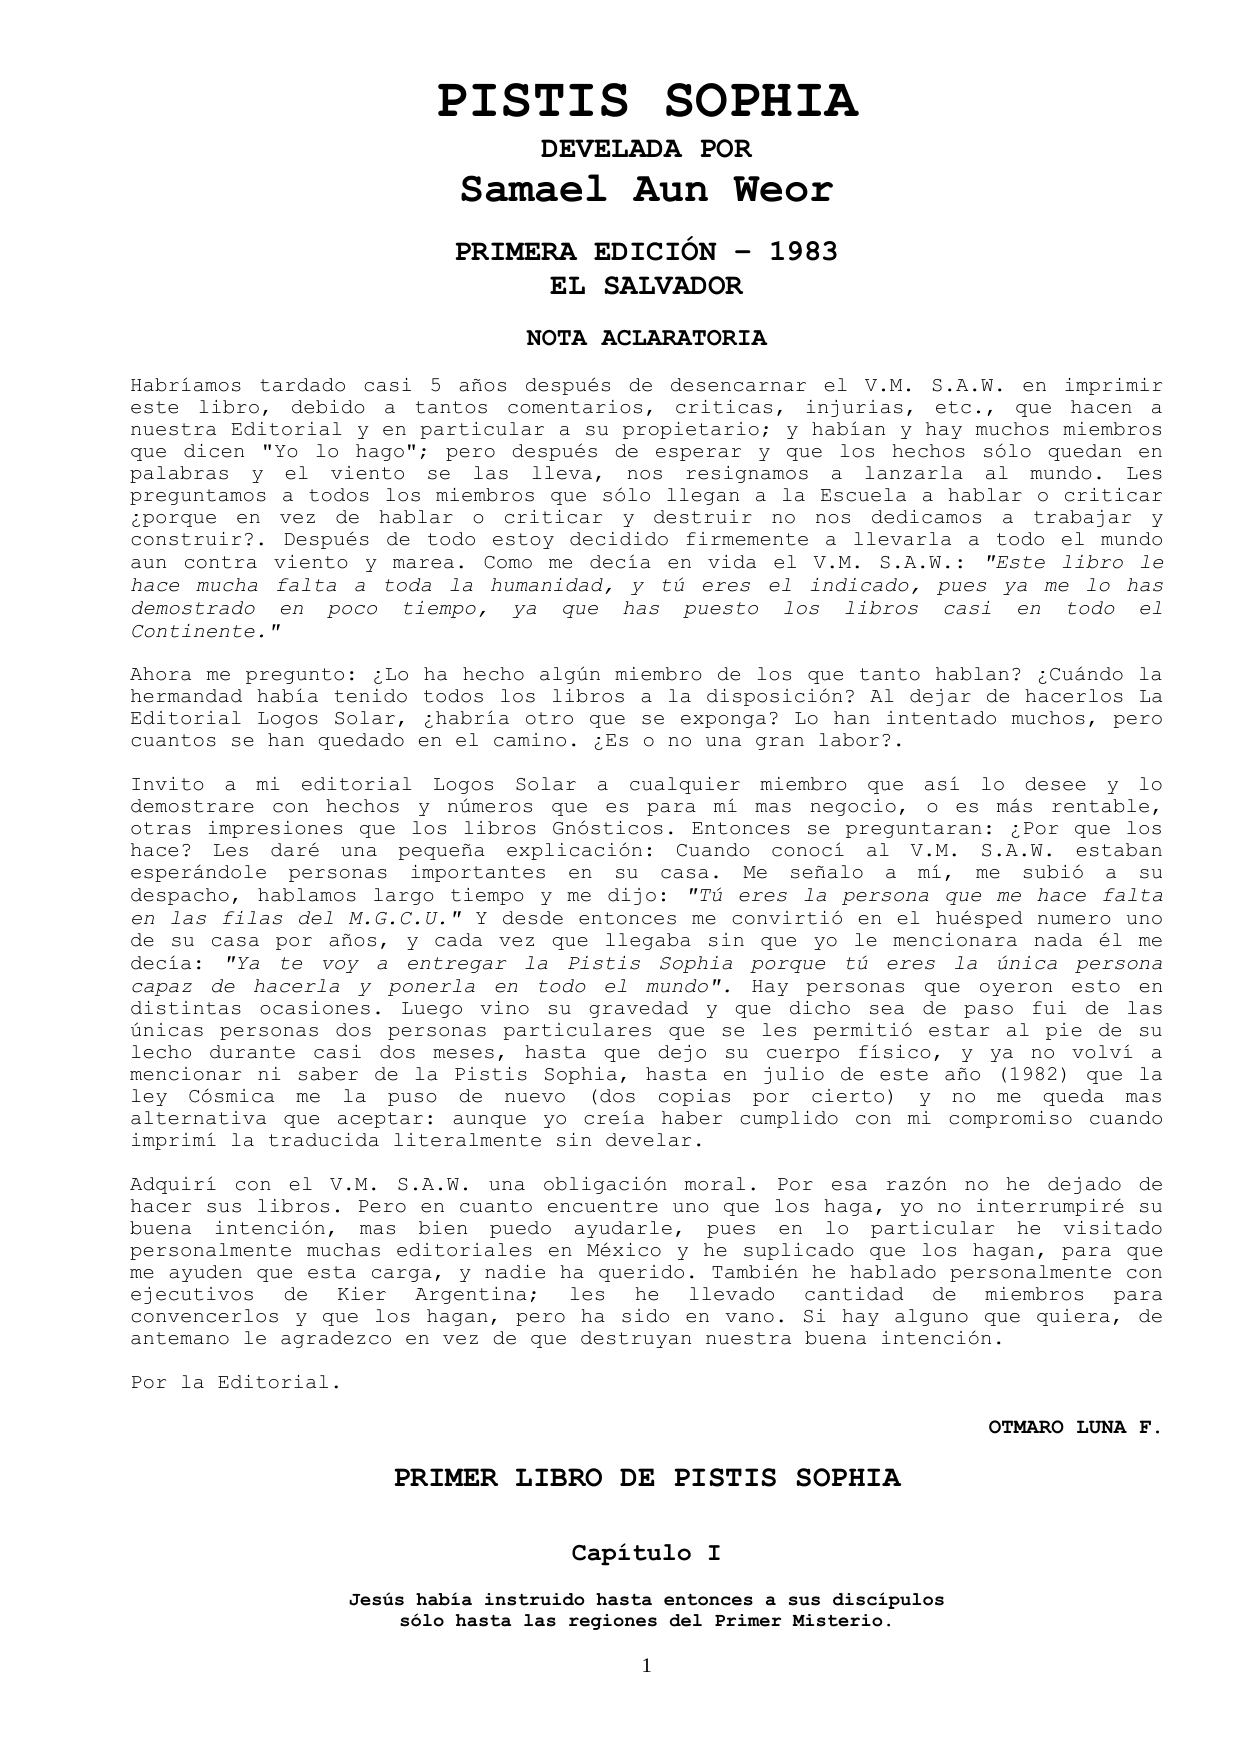 PISTIS SOPHIA
DEVELADA POR
Samael Aun Weor
PRIMERA EDICIÓN – 1983
EL SALVADOR
NOTA ACLARATORIA
Habríamos tardado casi 5 años después de desencarnar el V.M. S.A.W. en imprimir
este libro, debido a tantos comentarios, criticas, injurias, etc., que hacen a
nuestra Editorial y en particular a su propietario; y habían y hay muchos miembros
que dicen "Yo lo hago"; pero después de esperar y que los hechos sólo quedan en
palabras y el viento se las lleva, nos resignamos a lanzarla al mundo. Les
preguntamos a todos los miembros que sólo llegan a la Escuela a hablar o criticar
¿porque en vez de hablar o criticar y destruir no nos dedicamos a trabajar y
construir?. Después de todo estoy decidido firmemente a llevarla a todo el mundo
aun contra viento y marea. Como me decía en vida el V.M. S.A.W.: "Este libro le
hace mucha falta a toda la humanidad, y tú eres el indicado, pues ya me lo has
demostrado en poco tiempo, ya que has puesto los libros casi en todo el
Continente."
Ahora me pregunto: ¿Lo ha hecho algún miembro de los que tanto hablan? ¿Cuándo la
hermandad había tenido todos los libros a la disposición? Al dejar de hacerlos La
Editorial Logos Solar, ¿habría otro que se exponga? Lo han intentado muchos, pero
cuantos se han quedado en el camino. ¿Es o no una gran labor?.
Invito a mi editorial Logos Solar a cualquier miembro que así lo desee y lo
demostrare con hechos y números que es para mí mas negocio, o es más rentable,
otras impresiones que los libros Gnósticos. Entonces se preguntaran: ¿Por que los
hace? Les daré una pequeña explicación: Cuando conocí al V.M. S.A.W. estaban
esperándole personas importantes en su casa. Me señalo a mí, me subió a su
despacho, hablamos largo tiempo y me dijo: "Tú eres la persona que me hace falta
en las filas del M.G.C.U." Y desde entonces me convirtió en el huésped numero uno
de su casa por años, y cada vez que llegaba sin que yo le mencionara nada él me
decía: "Ya te voy a entregar la Pistis Sophia porque tú eres la única persona
capaz de hacerla y ponerla en todo el mundo". Hay personas que oyeron esto en
distintas ocasiones. Luego vino su gravedad y que dicho sea de paso fui de las
únicas personas dos personas particulares que se les permitió estar al pie de su
lecho durante casi dos meses, hasta que dejo su cuerpo físico, y ya no volví a
mencionar ni saber de la Pistis Sophia, hasta en julio de este año (1982) que la
ley Cósmica me la puso de nuevo (dos copias por cierto) y no me queda mas
alternativa que aceptar: aunque yo creía haber cumplido con mi compromiso cuando
imprimí la traducida literalmente sin develar.
Adquirí con el V.M. S.A.W. una obligación moral. Por esa razón no he dejado de
hacer sus libros. Pero en cuanto encuentre uno que los haga, yo no interrumpiré su
buena intención, mas bien puedo ayudarle, pues en lo particular he visitado
personalmente muchas editoriales en México y he suplicado que los hagan, para que
me ayuden que esta carga, y nadie ha querido. También he hablado personalmente con
ejecutivos de Kier Argentina; les he llevado cantidad de miembros para
convencerlos y que los hagan, pero ha sido en vano. Si hay alguno que quiera, de
antemano le agradezco en vez de que destruyan nuestra buena intención.
Por la Editorial.
OTMARO LUNA F.
PRIMER LIBRO DE PISTIS SOPHIA
Capítulo I
Jesús había instruido hasta entonces a sus discípulos
sólo hasta las regiones del Primer Misterio.
1